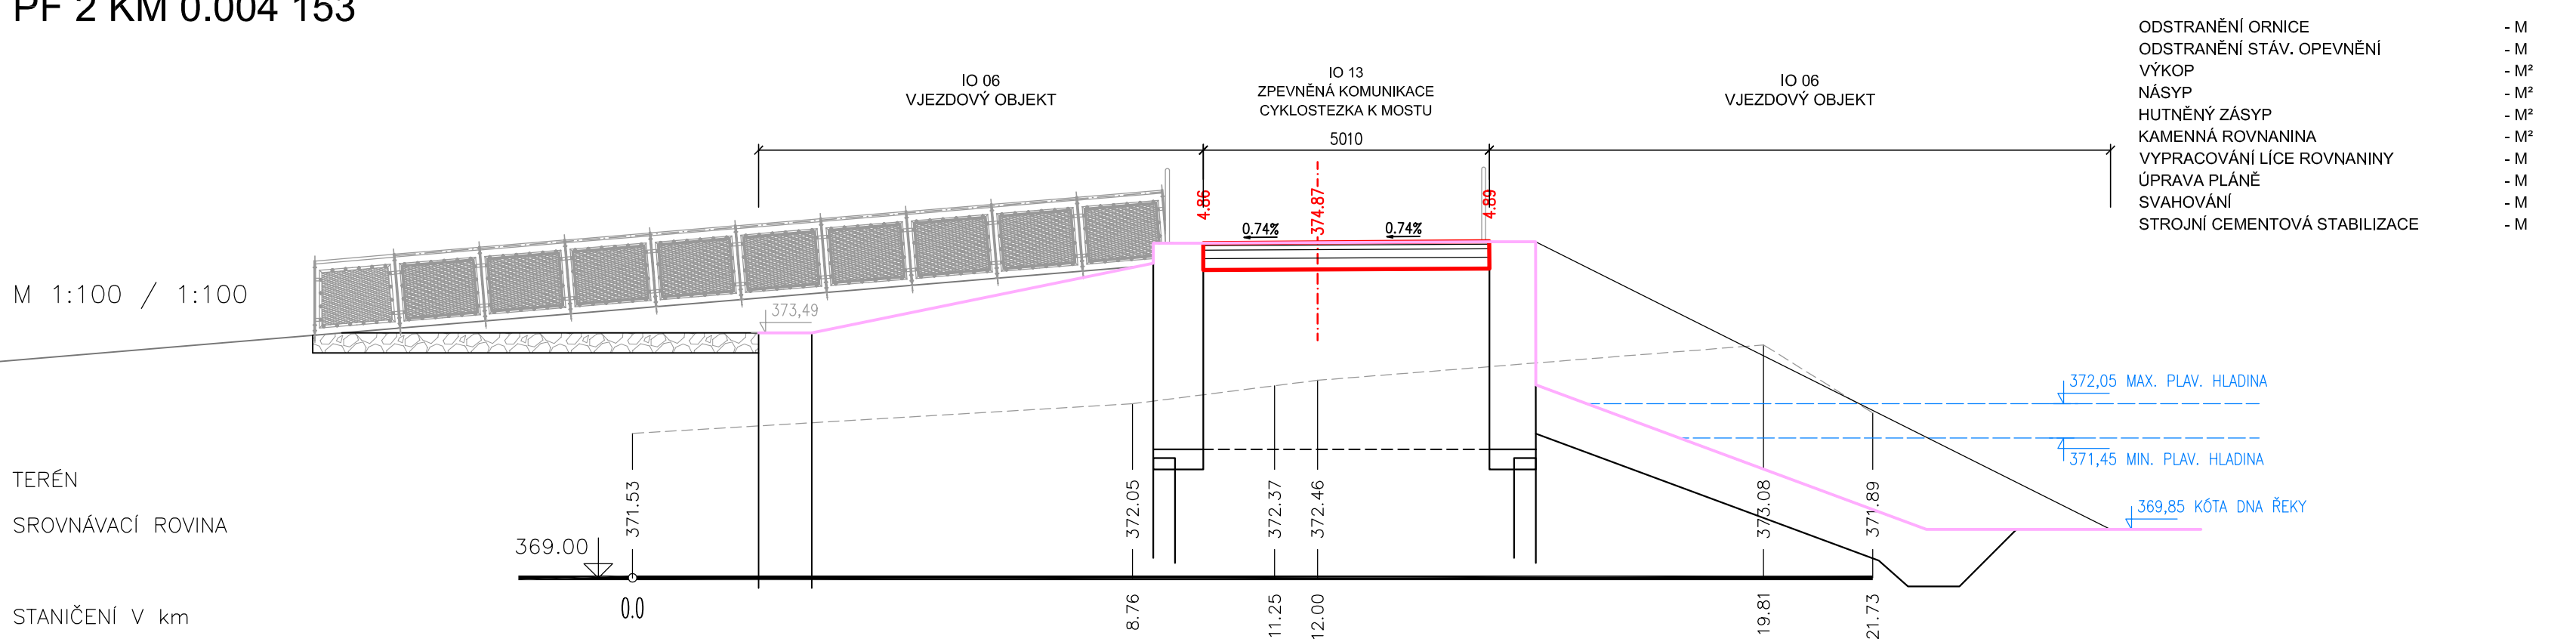 PF 2 KM 0.004 153
ODSTRANĚNÍ ORNICE - M
ODSTRANĚNÍ STÁV. OPEVNĚNÍ - M
VÝKOP - M²
NÁSYP - M²
HUTNĚNÝ ZÁSYP - M²
KAMENNÁ ROVNANINA - M²
VYPRACOVÁNÍ LÍCE ROVNANINY - M
ÚPRAVA PLÁNĚ - M
SVAHOVÁNÍ - M
STROJNÍ CEMENTOVÁ STABILIZACE - M
IO 06
VJEZDOVÝ OBJEKT
IO 13
ZPEVNĚNÁ KOMUNIKACE
CYKLOSTEZKA K MOSTU
IO 06
VJEZDOVÝ OBJEKT
5010
4.86
374.87
4.89
0.74%
0.74%
M 1:100 / 1:100
373,49
372,05 MAX. PLAV. HLADINA
371,45 MIN. PLAV. HLADINA
369,85 KÓTA DNA ŘEKY
TERÉN
371.53
372.05
372.37
372.46
373.08
371.89
SROVNÁVACÍ ROVINA
369.00
STANIČENÍ V km
0.0
8.76
11.25
12.00
19.81
21.73